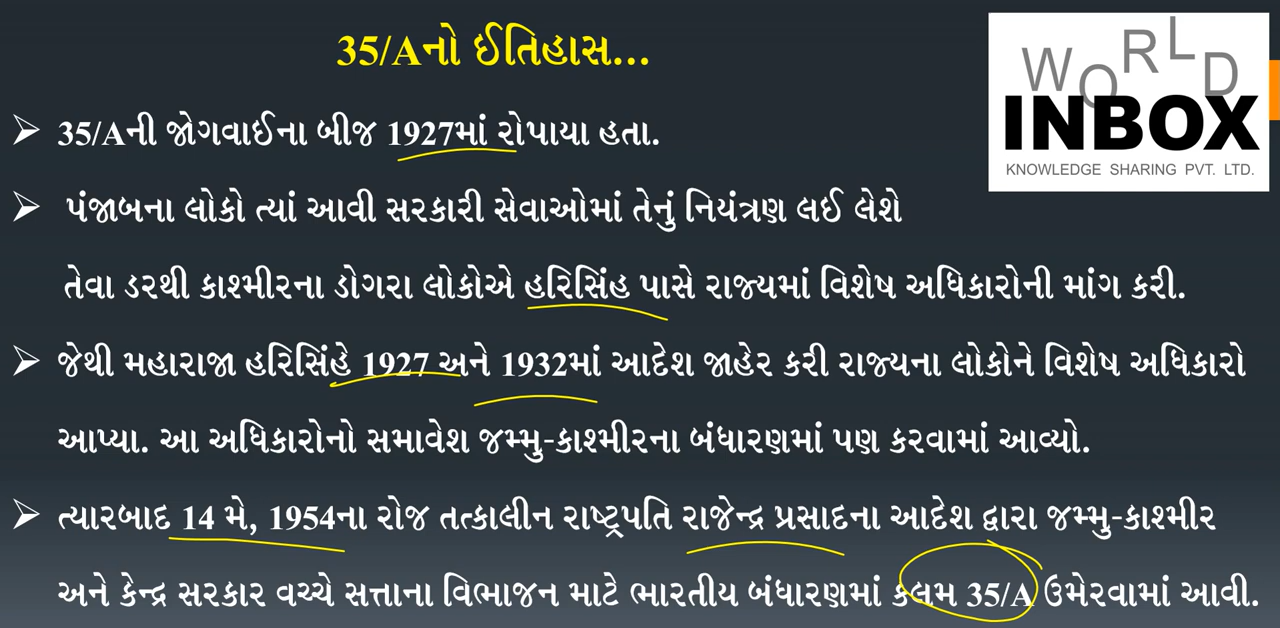 35/Aનો ઈતિહાસ...
WORLD
INBOX
KNOWLEDGE SHARING PVT. LTD.
➢ 35/Aની જોગવાઈના બીજ 1927માં રોપાયા હતા.
➢ પંજાબના લોકો ત્યાં આવી સરકારી સેવાઓમાં તેનું નિયંત્રણ લઈ લેશે
તેવા ડરથી કાશ્મીરના ડોગરા લોકોએ હરિસિંહ પાસે રાજ્યમાં વિશેષ અધિકારોની માંગ કરી.
➢ જેથી મહારાજા હરિસિંહે 1927 અને 1932માં આદેશ જાહેર કરી રાજ્યના લોકોને વિશેષ અધિકારો
આપ્યા. આ અધિકારોનો સમાવેશ જમ્મુ-કાશ્મીરના બંધારણમાં પણ કરવામાં આવ્યો.
➢ ત્યારબાદ 14 મે, 1954ના રોજ તત્કાલીન રાષ્ટ્રપતિ રાજેન્દ્ર પ્રસાદના આદેશ દ્વારા જમ્મુ-કાશ્મીર
અને કેન્દ્ર સરકાર વચ્ચે સત્તાના વિભાજન માટે ભારતીય બંધારણમાં કલમ 35/A ઉમેરવામાં આવી.